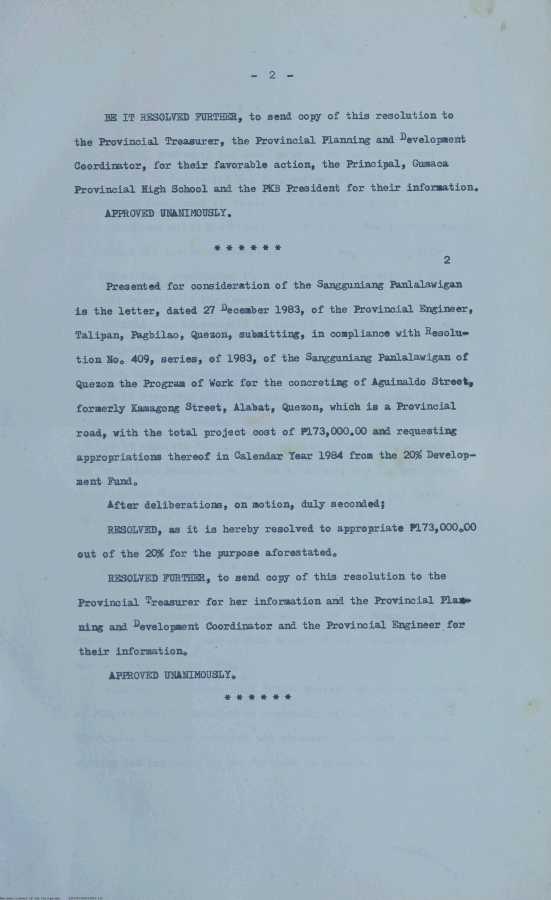 - 2 -
BE IT RESOLVED FURTHER, to send copy of this resolution to
the Provincial Treasurer, the Provincial Planning and Development
Coordinator, for their favorable action, the Principal, Gumaca
Provincial High School and the PKB President for their information.
APPROVED UNANIMOUSLY.
* * * * * *
2
Presented for consideration of the Sangguniang Panlalawigan
is the letter, dated 27 December 1983, of the Provincial Engineer,
Talipan, Pagbilao, Quezon, submitting, in compliance with Resolu-
tion No. 409, series, of 1983, of the Sangguniang Panlalawigan of
Quezon the Program of Work for the concreting of Aguinaldo Street,
formerly Kamagong Street, Alabat, Quezon, which is a Provincial
road, with the total project cost of ₱173,000.00 and requesting
appropriations thereof in Calendar Year 1984 from the 20% Develop-
ment Fund.
After deliberations, on motion, duly seconded;
RESOLVED, as it is hereby resolved to appropriate ₱173,000.00
out of the 20% for the purpose aforestated.
RESOLVED FURTHER, to send copy of this resolution to the
Provincial Treasurer for her information and the Provincial Plan-
ning and Development Coordinator and the Provincial Engineer for
their information.
APPROVED UNANIMOUSLY.
* * * * * *